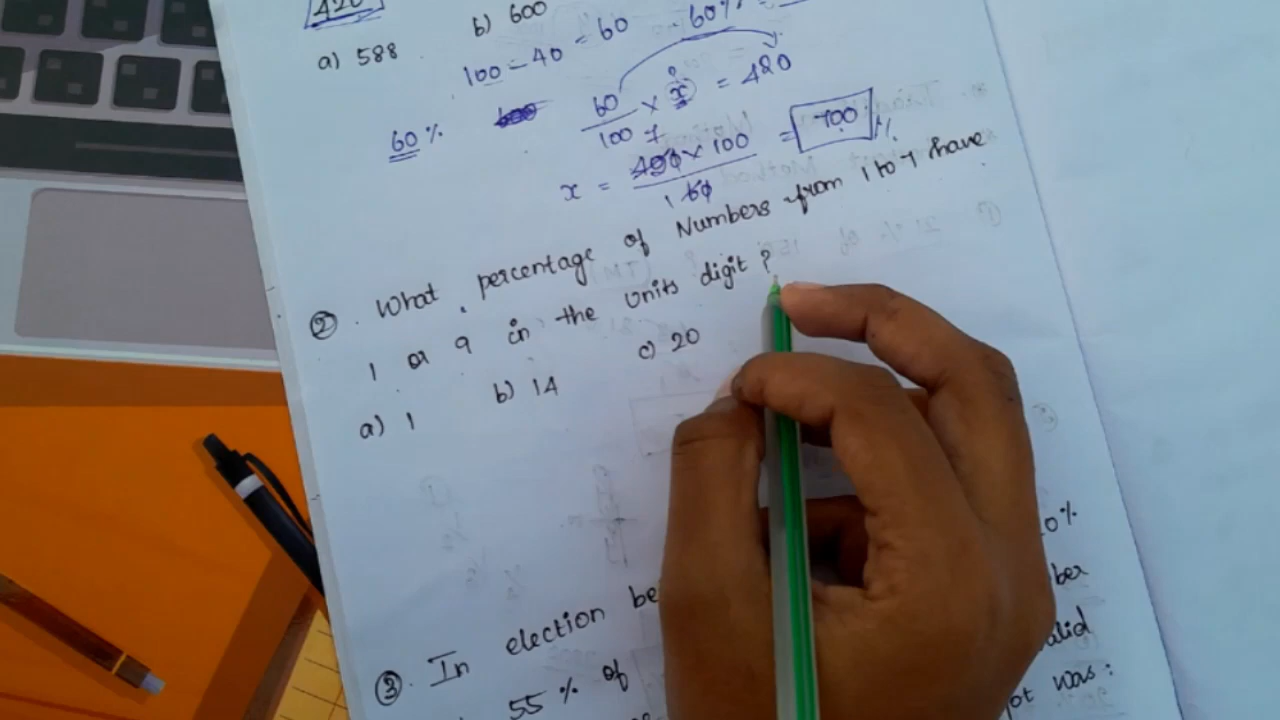 420
b) 600
a) 588
100 - 40 = 60 60% =
60% 60/100 × x = 420
x = 420 × 100 / 60 = 700
② What percentage of Numbers from 1 to 7 have
1 or 9 in the units digit ?
a) 1 b) 14 c) 20
0%
③ In election be ber
55 % of alid
ot was :